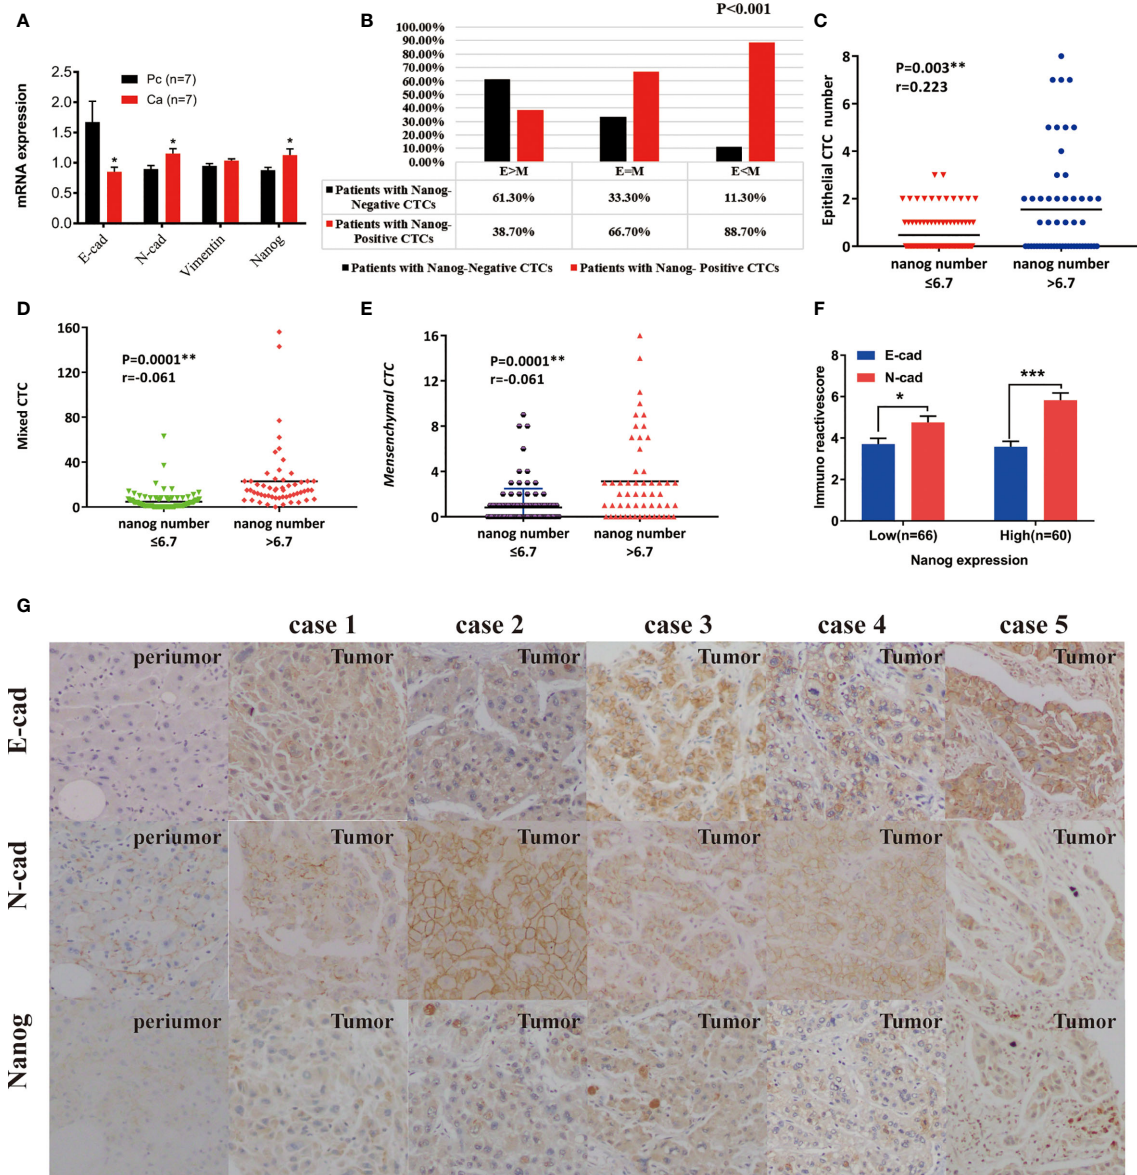 A
mRNA expression
2.5
2.0
1.5
1.0
0.5
0.0
Pc (n=7)
Ca (n=7)
*
*
*
E-cad
N-cad
Vimentin
Nanog
B
P<0.001
100.00%
90.00%
80.00%
70.00%
60.00%
50.00%
40.00%
30.00%
20.00%
10.00%
0.00%
E>M
E=M
E<M
Patients with Nanog-
Negative CTCs
61.30%
33.30%
11.30%
Patients with Nanog-
Positive CTCs
38.70%
66.70%
88.70%
Patients with Nanog-Negative CTCs
Patients with Nanog- Positive CTCs
C
Epithelial CTC number
8
6
4
2
0
P=0.003**
r=0.223
nanog number
≤6.7
nanog number
>6.7
D
Mixed CTC
160
120
80
40
0
P=0.0001**
r=-0.061
nanog number
≤6.7
nanog number
>6.7
E
Mensenchymal CTC
16
12
8
4
0
P=0.0001**
r=-0.061
nanog number
≤6.7
nanog number
>6.7
F
Immuno reactivescore
8
6
4
2
0
E-cad
N-cad
*
***
Low(n=66)
High(n=60)
Nanog expression
G
case 1
case 2
case 3
case 4
case 5
E-cad
periumor
Tumor
Tumor
Tumor
Tumor
Tumor
N-cad
periumor
Tumor
Tumor
Tumor
Tumor
Tumor
Nanog
periumor
Tumor
Tumor
Tumor
Tumor
Tumor